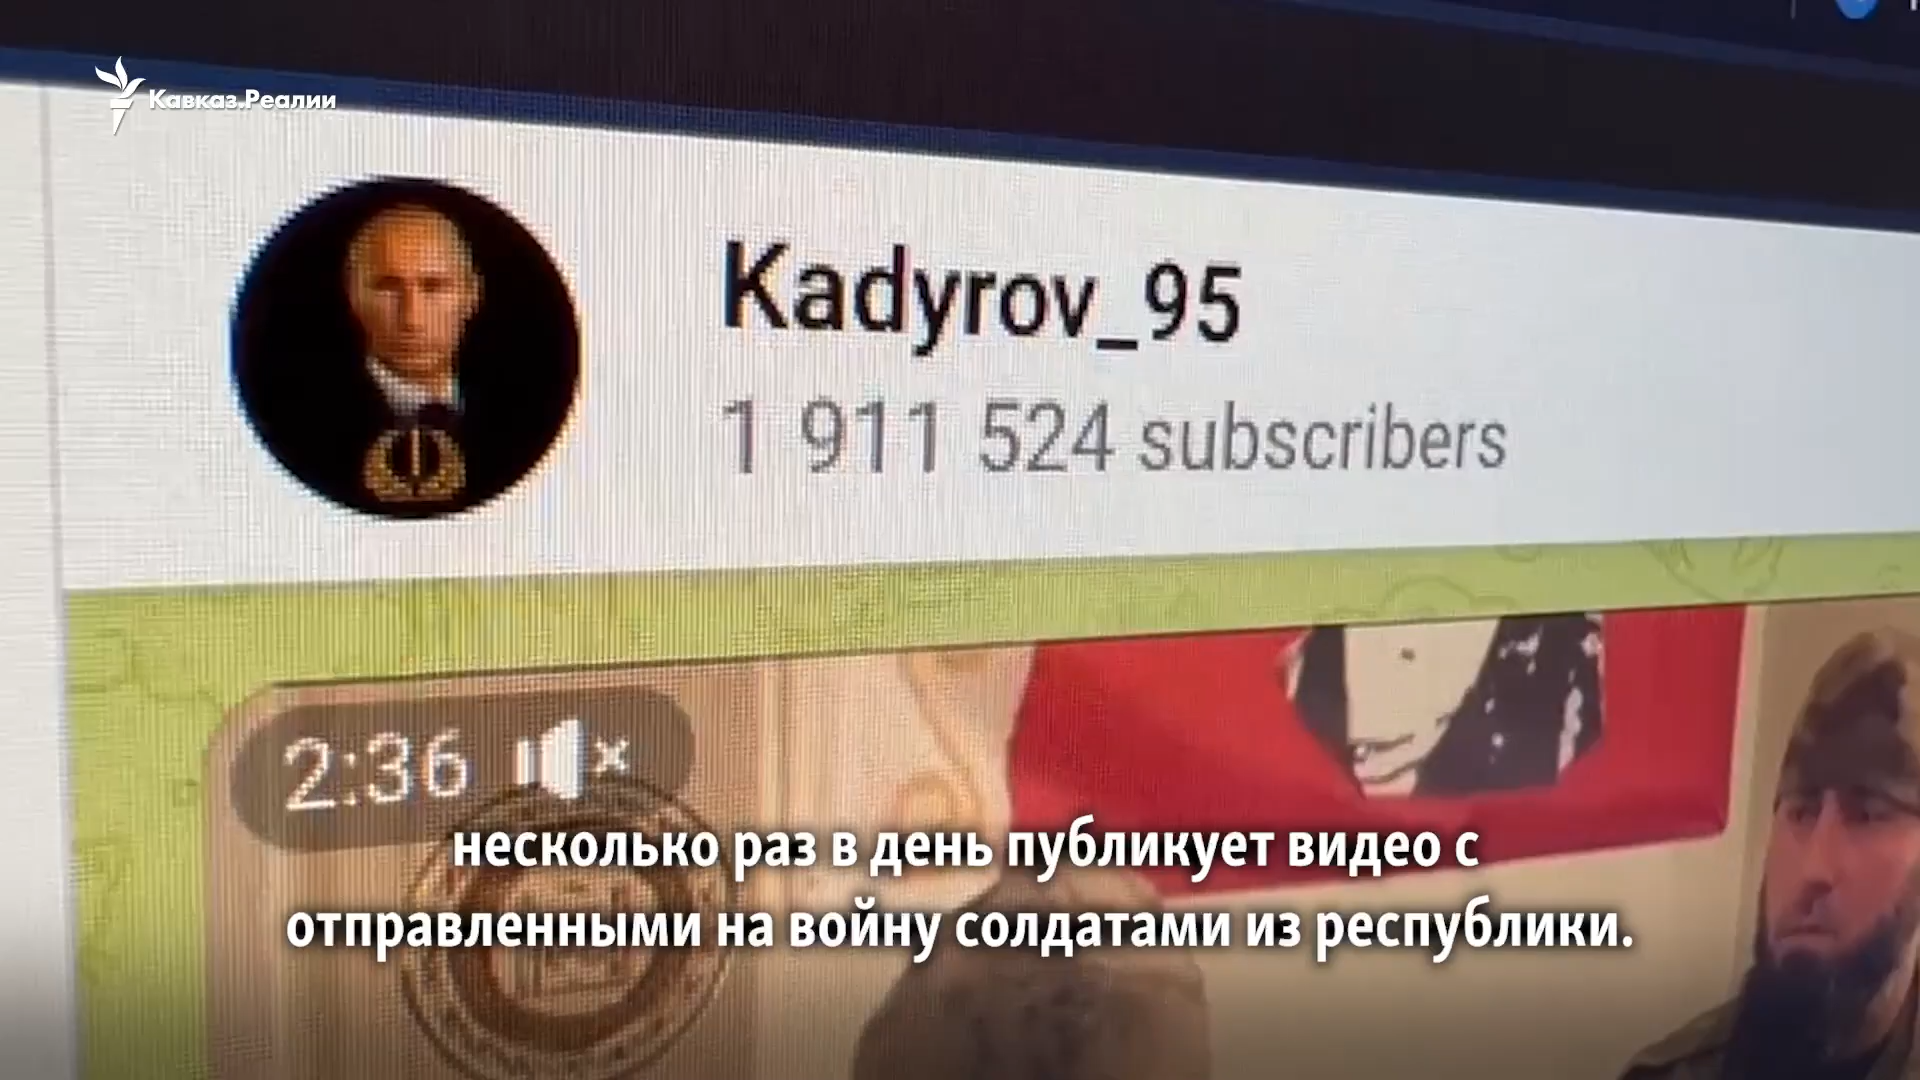 Кавказ.Реалии
Kadyrov_95
1 911 524 subscribers
2:36
несколько раз в день публикует видео с
отправленными на войну солдатами из республики.